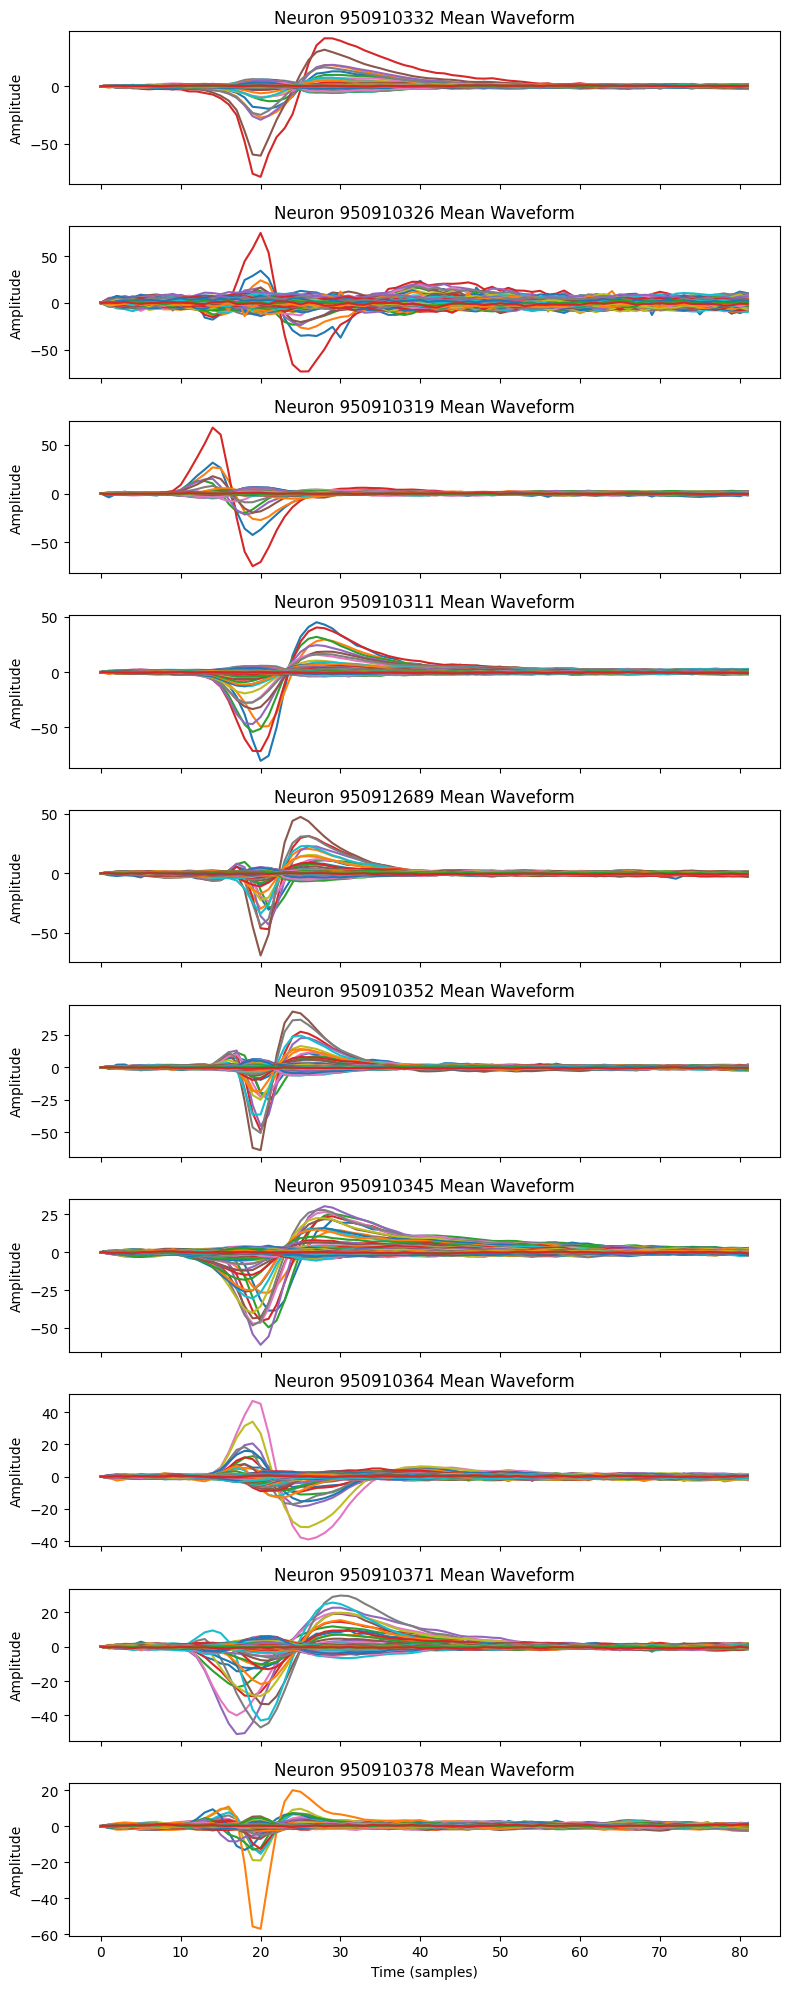 Neuron 950910332 Mean Waveform
0
−50
Amplitude
Neuron 950910326 Mean Waveform
50
0
−50
Amplitude
Neuron 950910319 Mean Waveform
50
0
−50
Amplitude
Neuron 950910311 Mean Waveform
50
0
−50
Amplitude
Neuron 950912689 Mean Waveform
50
0
−50
Amplitude
Neuron 950910352 Mean Waveform
25
0
−25
−50
Amplitude
Neuron 950910345 Mean Waveform
25
0
−25
−50
Amplitude
Neuron 950910364 Mean Waveform
40
20
0
−20
−40
Amplitude
Neuron 950910371 Mean Waveform
20
0
−20
−40
Amplitude
Neuron 950910378 Mean Waveform
20
0
−20
−40
−60
Amplitude
0 10 20 30 40 50 60 70 80
Time (samples)